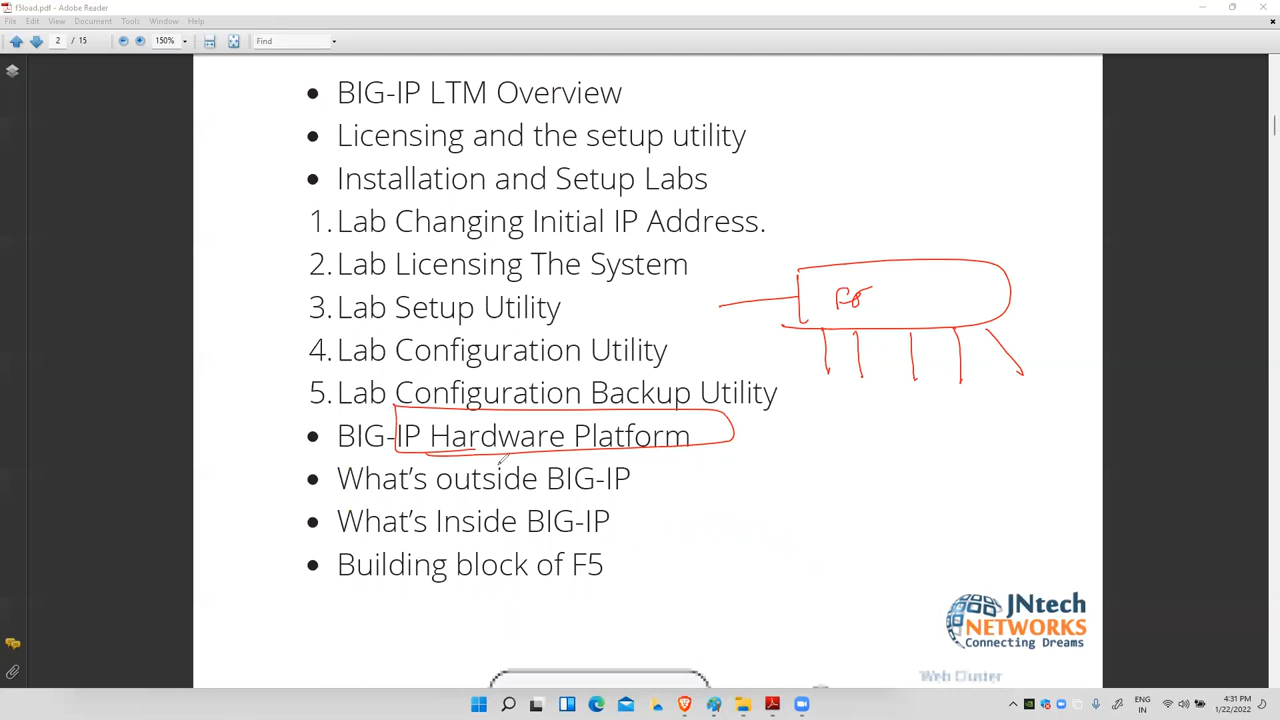 f5load.pdf - Adobe Reader
File Edit View Document Tools Window Help
2 / 15 150% Find
BIG-IP LTM Overview
Licensing and the setup utility
Installation and Setup Labs
1. Lab Changing Initial IP Address.
2. Lab Licensing The System
3. Lab Setup Utility
F5
4. Lab Configuration Utility
5. Lab Configuration Backup Utility
BIG-IP Hardware Platform
What's outside BIG-IP
What's Inside BIG-IP
Building block of F5
JNtech
NETWORKS
Connecting Dreams
Web Cluster
ENG
IN
4:31 PM
1/22/2022